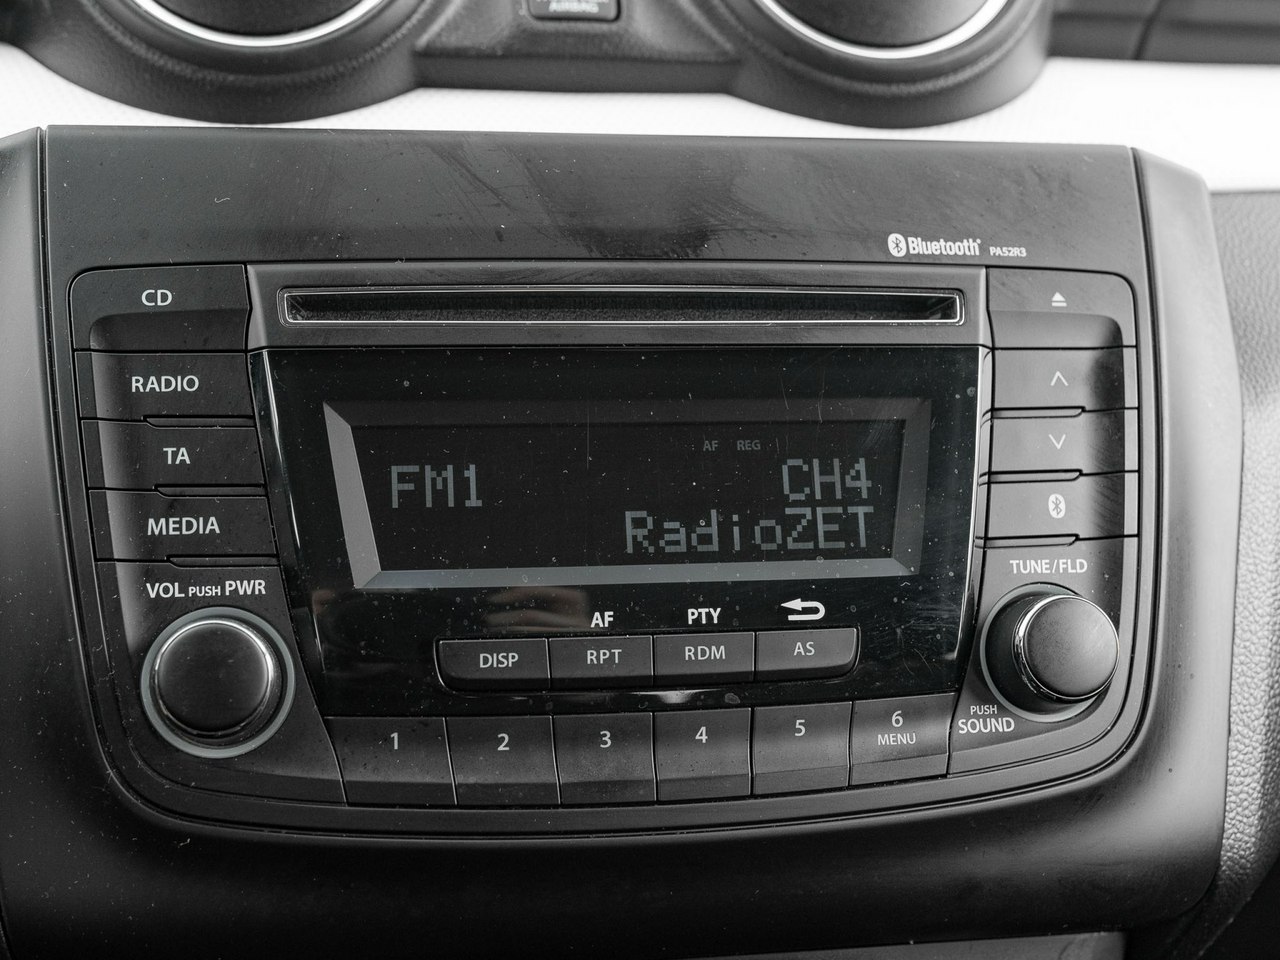 AIRBAG
Bluetooth PA52R3
CD
RADIO
TA
MEDIA
VOL PUSH PWR
AF REG
FM1 CH4
RadioZET
TUNE/FLD
AF PTY
DISP RPT RDM AS
1 2 3 4 5 6
MENU
PUSH
SOUND